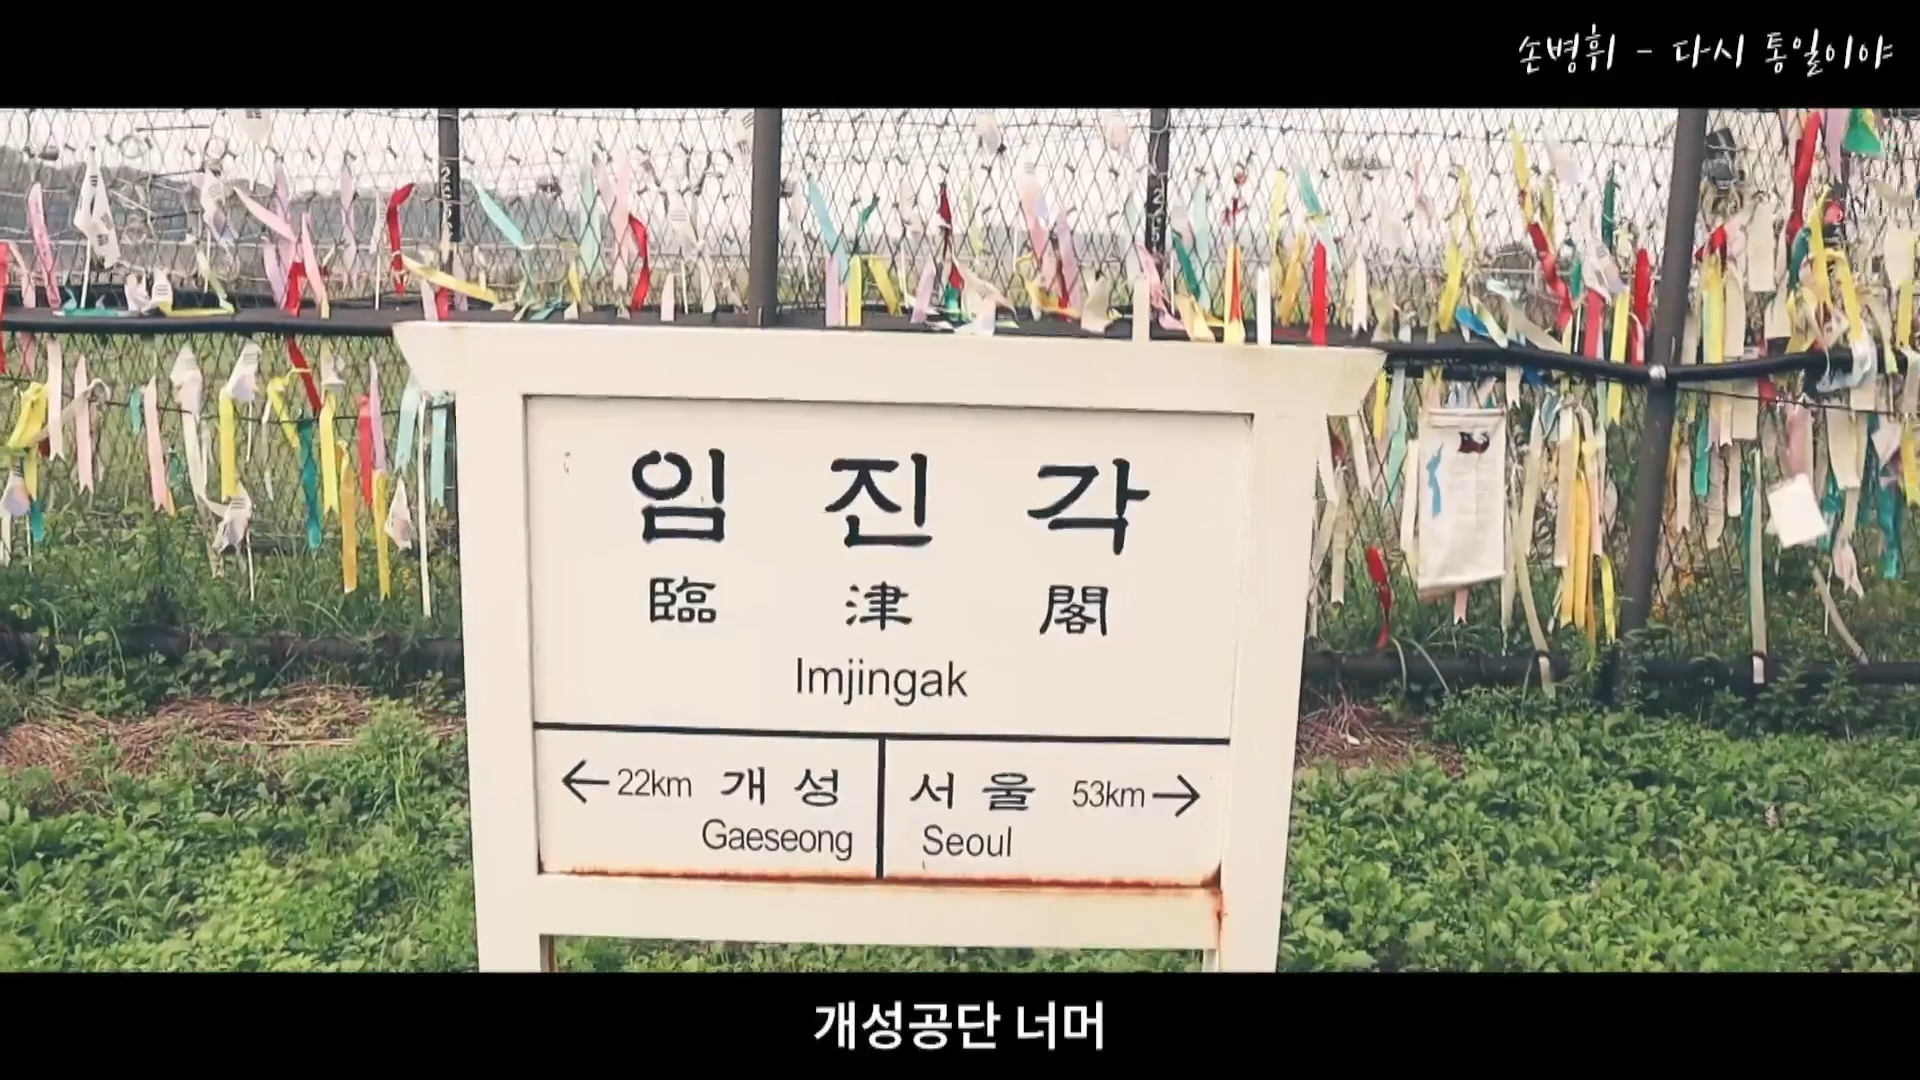 손병휘 - 다시 통일이야
임 진 각
臨 津 閣
Imjingak
← 22km 개 성
Gaeseong
서 울 53km →
Seoul
개성공단 너머